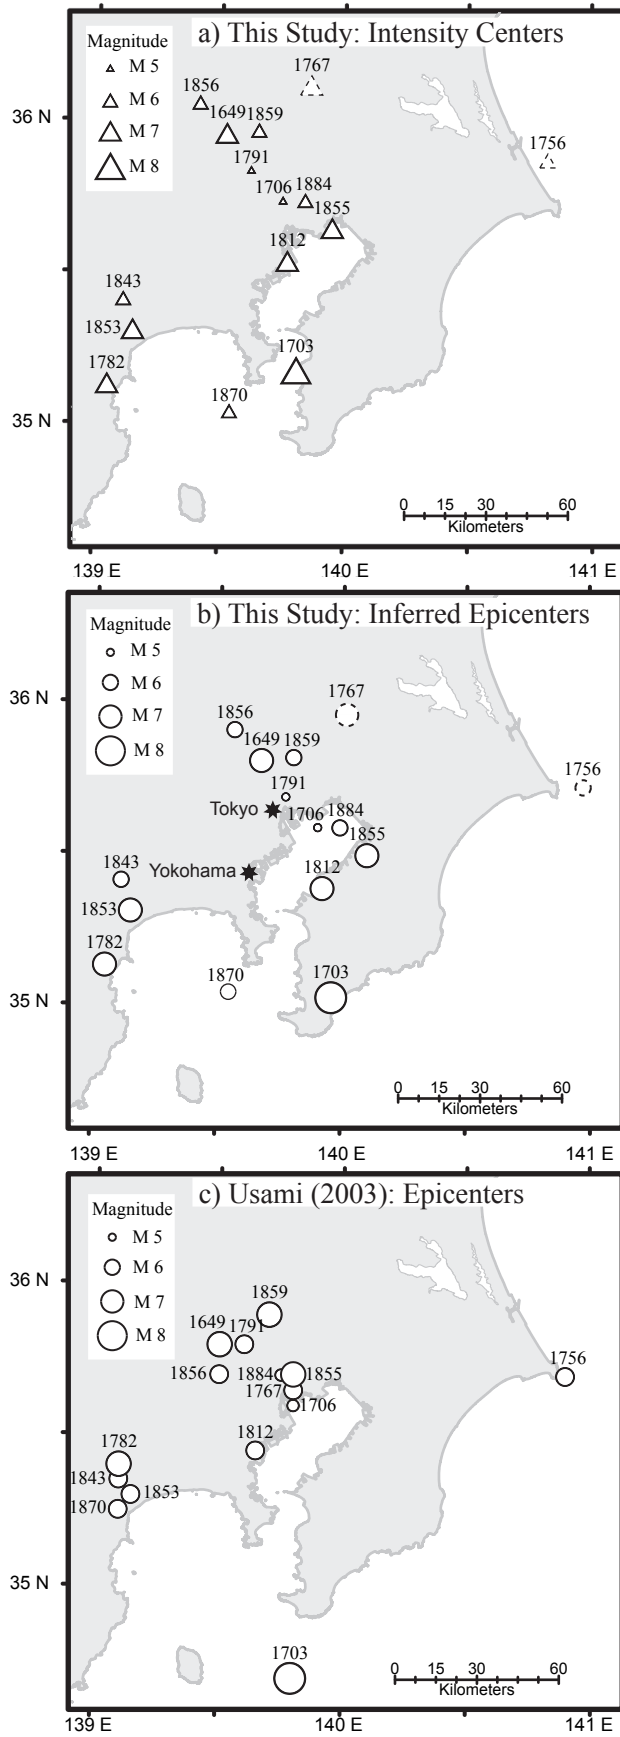 a) This Study: Intensity Centers
Magnitude
M 5
M 6
M 7
M 8
1767
1856
1649 1859
1756
1791
1706 1884
1855
1812
1843
1853
1782
1703
1870
36 N
35 N
0 15 30 60
Kilometers
139 E 140 E 141 E
b) This Study: Inferred Epicenters
Magnitude
M 5
M 6
M 7
M 8
1767
1856
1649 1859
1756
1791
Tokyo
1706 1884
1855
Yokohama
1812
1843
1853
1782
1870
1703
36 N
35 N
0 15 30 60
Kilometers
139 E 140 E 141 E
c) Usami (2003): Epicenters
Magnitude
M 5
M 6
M 7
M 8
1859
1649 1791
1856 1884 1855
1756
1767
1706
1812
1782
1843
1853
1870
1703
36 N
35 N
0 15 30 60
Kilometers
139 E 140 E 141 E